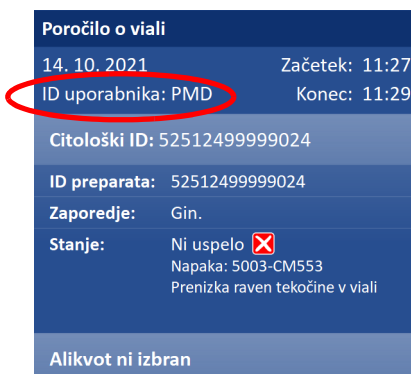 Poročilo o viali
14. 10. 2021 Začetek: 11:27
ID uporabnika: PMD Konec: 11:29
Citološki ID: 52512499999024
ID preparata: 52512499999024
Zaporedje: Gin.
Stanje: Ni uspelo
Napaka: 5003-CM553
Prenizka raven tekočine v viali
Alikvot ni izbran